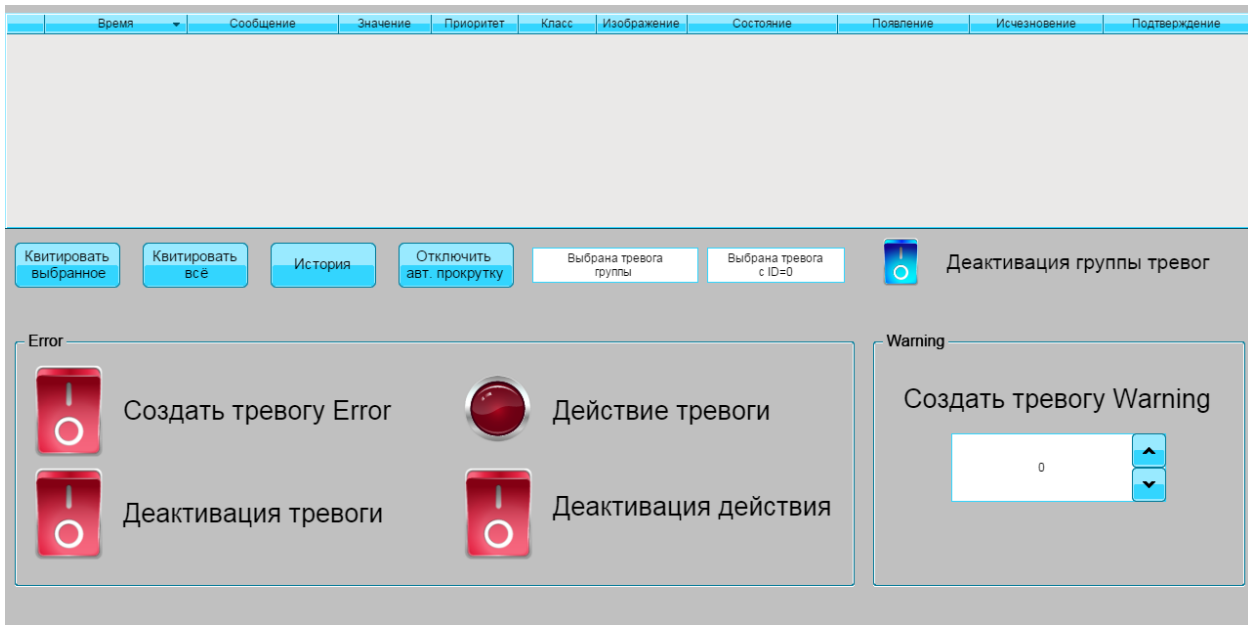 Время Сообщение Значение Приоритет Класс Изображение Состояние Появление Исчезновение Подтверждение
Квитировать
выбранное
Квитировать
всё
История
Отключить
авт. прокрутку
Выбрана тревога
группы
Выбрана тревога
с ID=0
Деактивация группы тревог
Error
Создать тревогу Error
Действие тревоги
Деактивация тревоги
Деактивация действия
Warning
Создать тревогу Warning
0